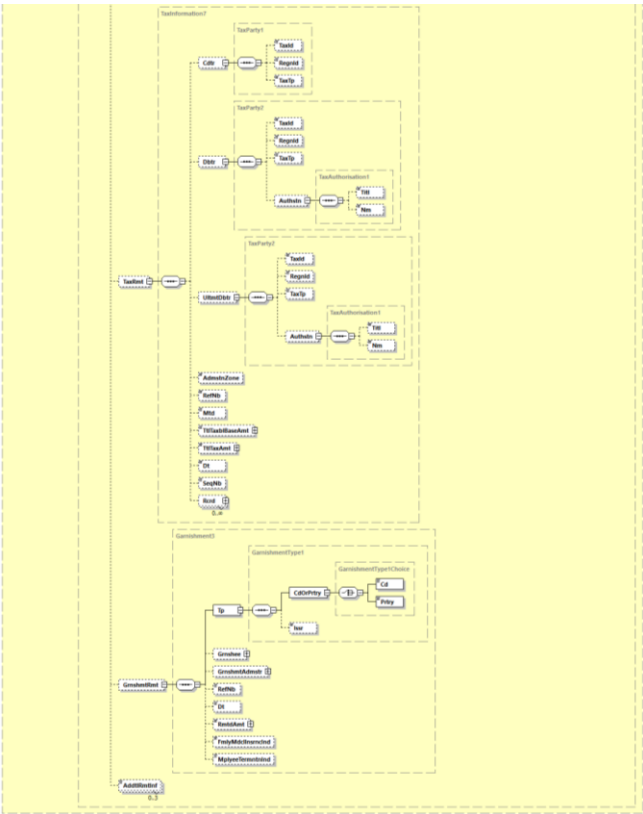 TaxInformation7
TaxParty1
TaxId
Cdtr
RegnId
TaxTp
TaxParty2
TaxId
RegnId
Dbtr
TaxTp
TaxAuthorisation1
Titl
Authstn
Nm
TaxParty2
TaxId
RegnId
TaxRmt
UltmtDbtr
TaxTp
TaxAuthorisation1
Titl
Authstn
Nm
AdmstnZone
RefNb
Mtd
TtlTaxblBaseAmt
TtlTaxAmt
Dt
SeqNb
Rcrd
0..∞
Garnishment3
GarnishmentType1
GarnishmentType1Choice
Cd
CdOrPrtry
Prtry
Tp
Issr
Grnshee
GrnshmtAdmstr
GrnshmtRmt
RefNb
Dt
RmtdAmt
FmlyMdclInsrncInd
MplyeeTermntnInd
AddtlRmtInf
0..3